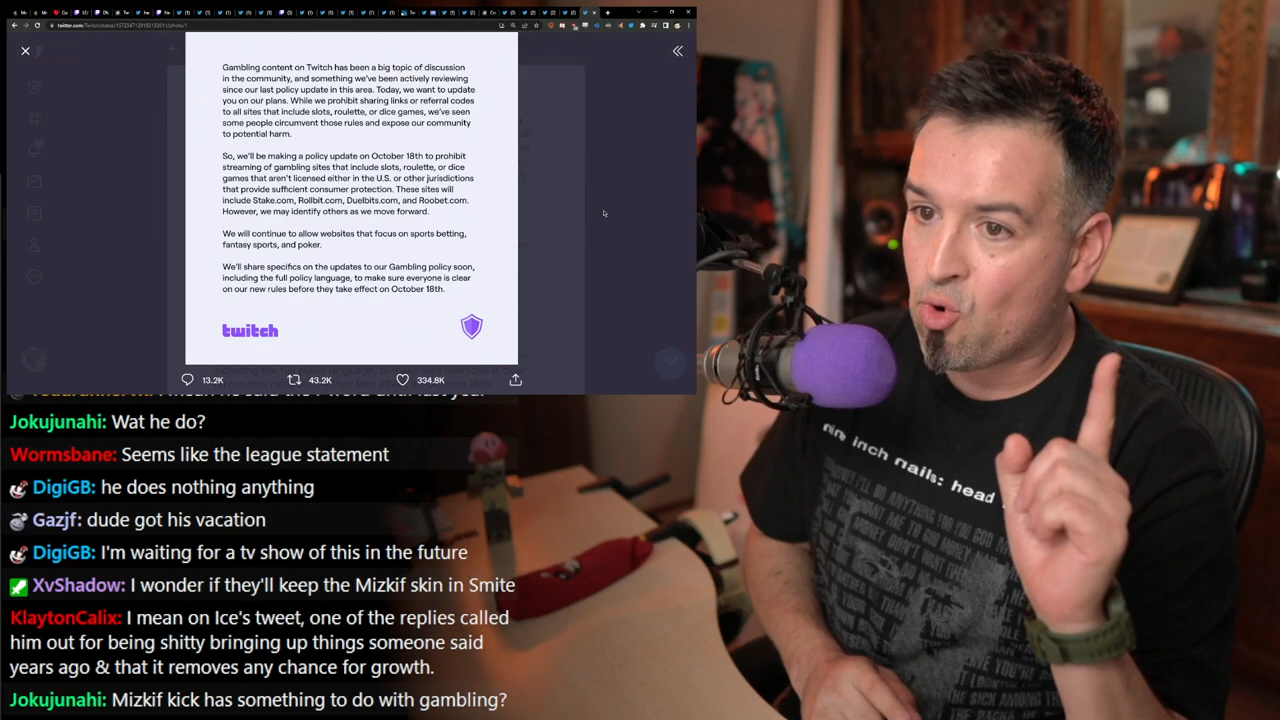 Gambling content on Twitch has been a big topic of discussion
in the community, and something we've been actively reviewing
since our last policy update in this area. Today, we want to update
you on our plans. While we prohibit sharing links or referral codes
to all sites that include slots, roulette, or dice games, we've seen
some people circumvent those rules and expose our community
to potential harm.
So, we'll be making a policy update on October 18th to prohibit
streaming of gambling sites that include slots, roulette, or dice
games that aren't licensed either in the U.S. or other jurisdictions
that provide sufficient consumer protection. These sites will
include Stake.com, Rollbit.com, Duelbits.com, and Roobet.com.
However, we may identify others as we move forward.
We will continue to allow websites that focus on sports betting,
fantasy sports, and poker.
We'll share specifics on the updates to our Gambling policy soon,
including the full policy language, to make sure everyone is clear
on our new rules before they take effect on October 18th.
twitch
13.2K 43.2K 334.8K
Jokujunahi: Wat he do?
Wormsbane: Seems like the league statement
DigiGB: he does nothing anything
Gazjf: dude got his vacation
DigiGB: I'm waiting for a tv show of this in the future
XvShadow: I wonder if they'll keep the Mizkif skin in Smite
KlaytonCalix: I mean on Ice's tweet, one of the replies called
him out for being shitty bringing up things someone said
years ago & that it removes any chance for growth.
Jokujunahi: Mizkif kick has something to do with gambling?
nine inch nails: head